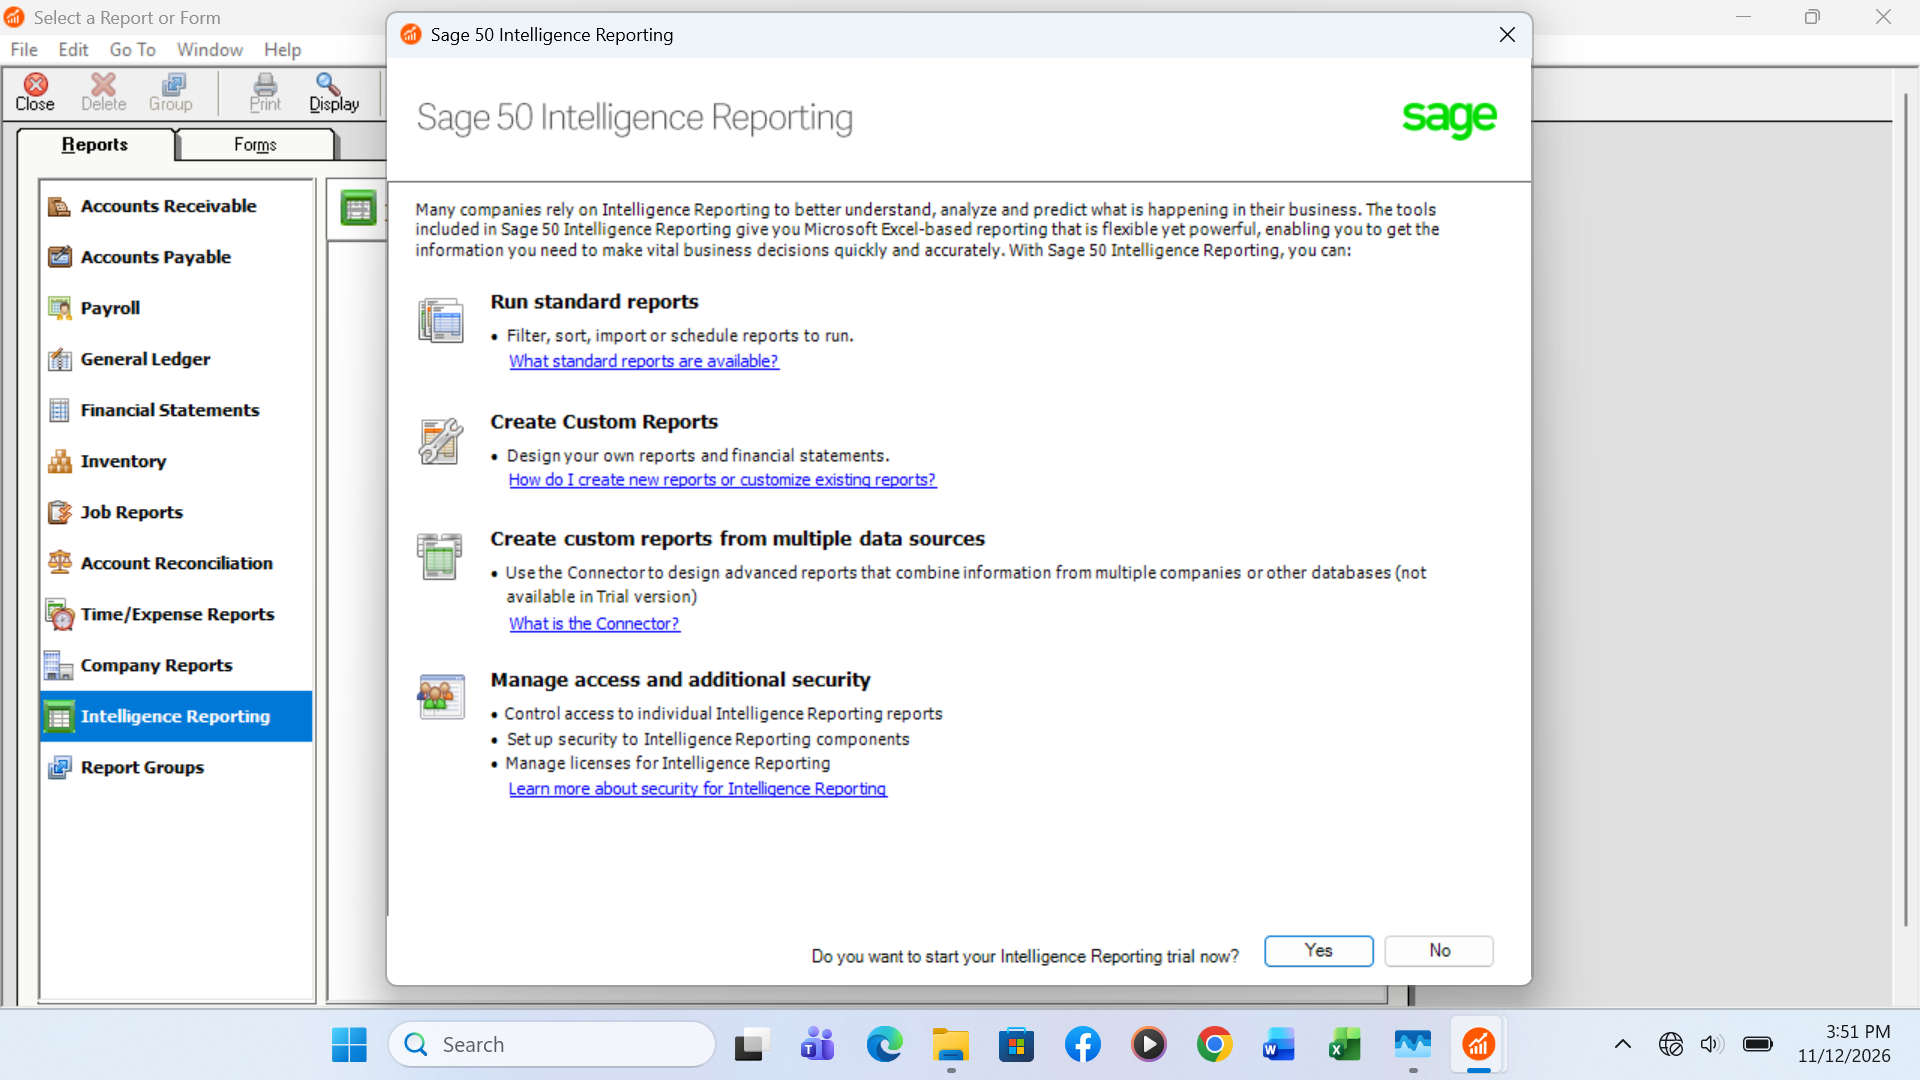 Select a Report or Form
File Edit Go To Window Help
Close Delete Group Print Display
Reports Forms
Accounts Receivable
Accounts Payable
Payroll
General Ledger
Financial Statements
Inventory
Job Reports
Account Reconciliation
Time/Expense Reports
Company Reports
Intelligence Reporting
Report Groups
Sage 50 Intelligence Reporting
Sage 50 Intelligence Reporting
sage
Many companies rely on Intelligence Reporting to better understand, analyze and predict what is happening in their business. The tools
included in Sage 50 Intelligence Reporting give you Microsoft Excel-based reporting that is flexible yet powerful, enabling you to get the
information you need to make vital business decisions quickly and accurately. With Sage 50 Intelligence Reporting, you can:
Run standard reports
• Filter, sort, import or schedule reports to run.
What standard reports are available?
Create Custom Reports
• Design your own reports and financial statements.
How do I create new reports or customize existing reports?
Create custom reports from multiple data sources
• Use the Connector to design advanced reports that combine information from multiple companies or other databases (not
available in Trial version)
What is the Connector?
Manage access and additional security
• Control access to individual Intelligence Reporting reports
• Set up security to Intelligence Reporting components
• Manage licenses for Intelligence Reporting
Learn more about security for Intelligence Reporting
Do you want to start your Intelligence Reporting trial now? Yes No
Search
3:51 PM
11/12/2026